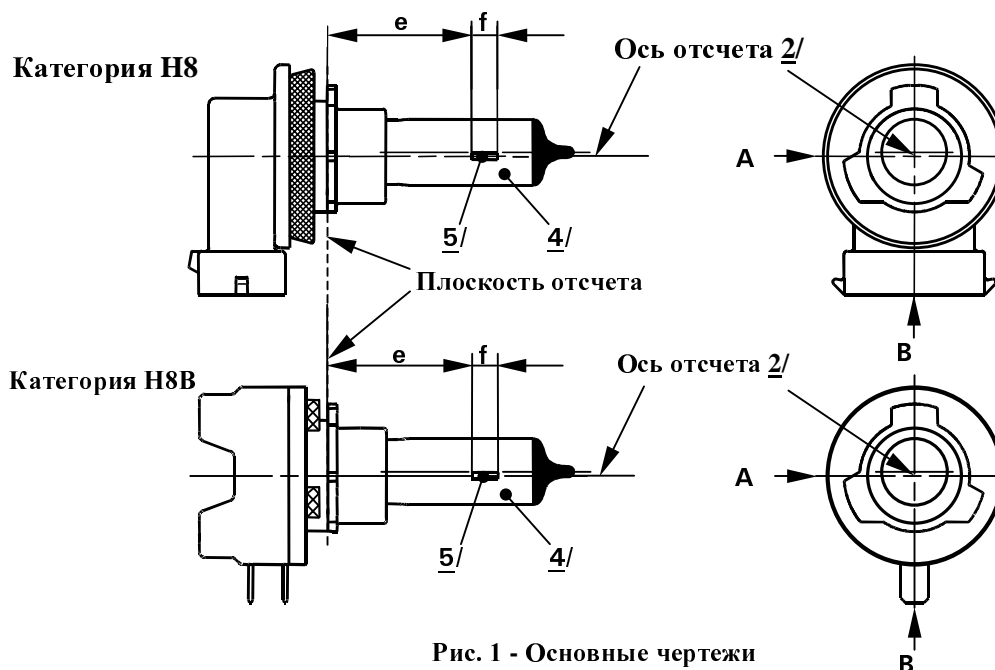 e f
Ось отсчета 2/
Категория H8
A
5/ 4/
Плоскость отсчета
B
e f
Ось отсчета 2/
Категория H8B
A
5/ 4/
Рис. 1 - Основные чертежи
B